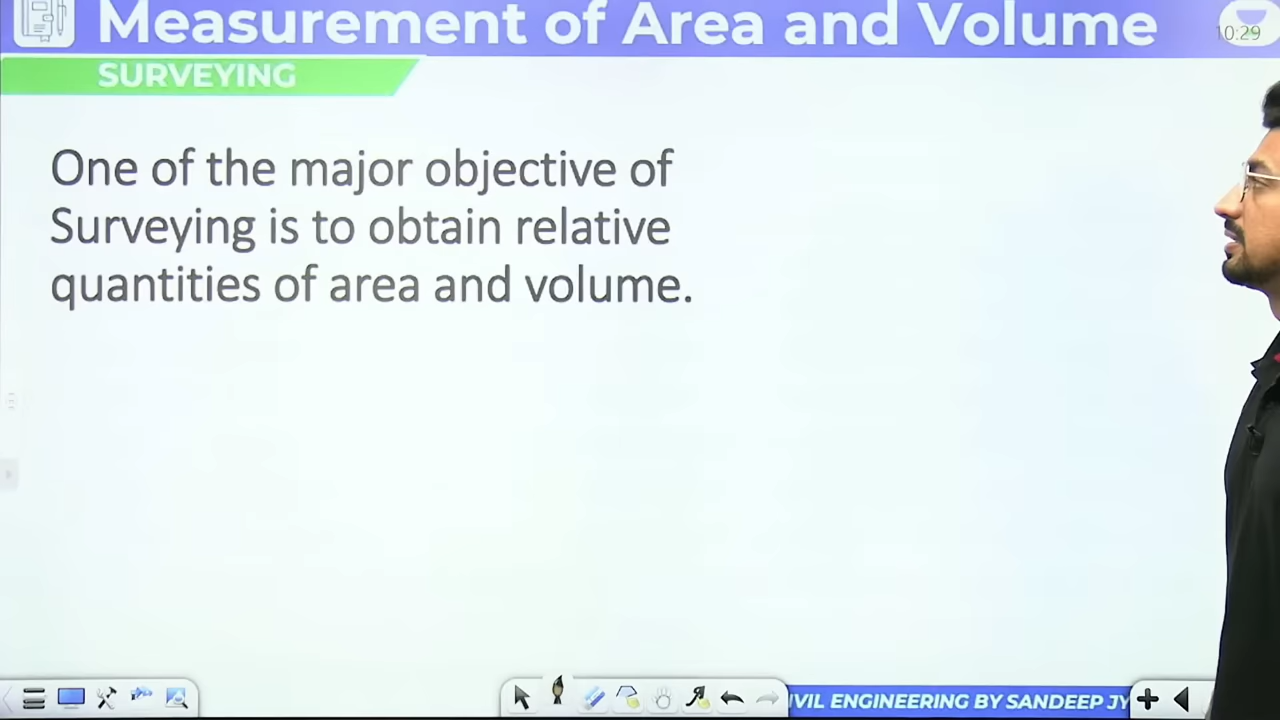 Measurement of Area and Volume
10:29
SURVEYING
One of the major objective of
Surveying is to obtain relative
quantities of area and volume.
IVIL ENGINEERING BY SANDEEP JY